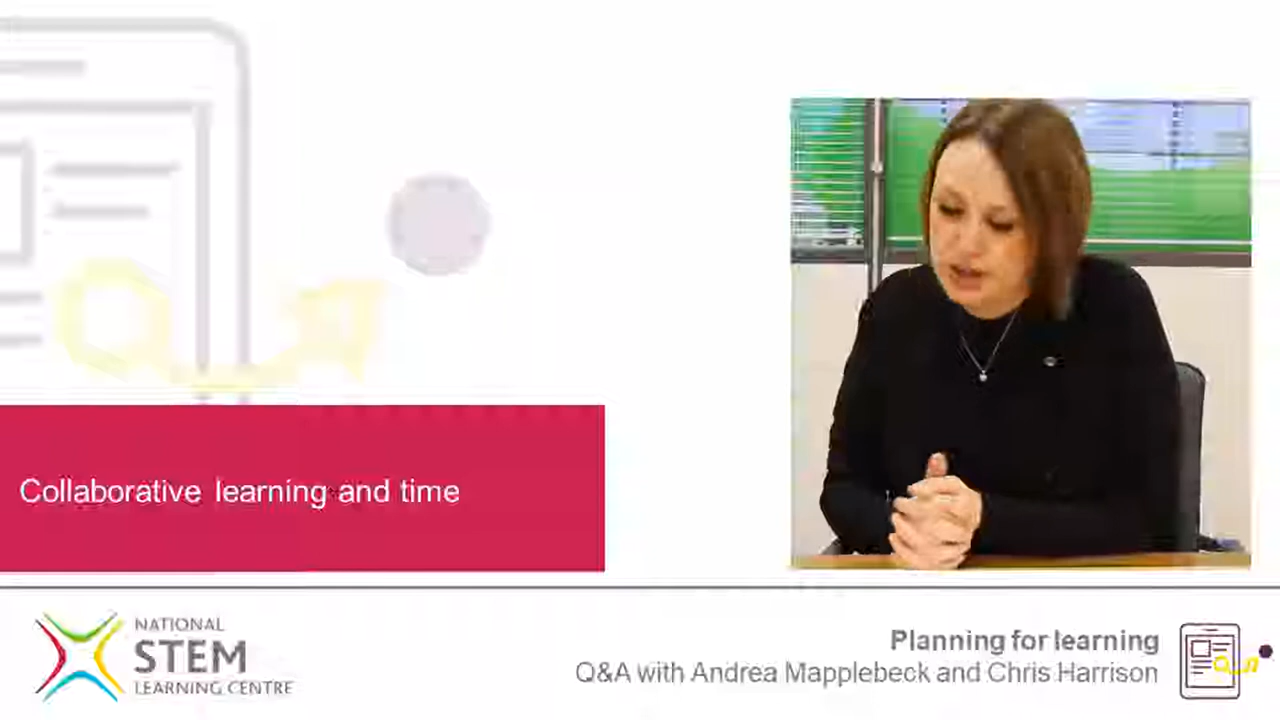 Collaborative learning and time
NATIONAL
STEM
LEARNING CENTRE
Planning for learning
Q&A with Andrea Mapplebeck and Chris Harrison